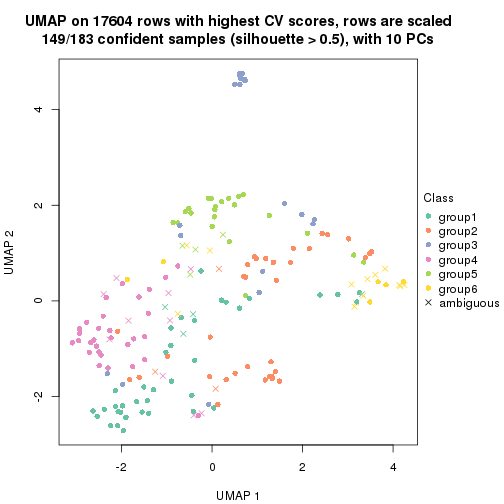 UMAP on 17604 rows with highest CV scores, rows are scaled
149/183 confident samples (silhouette > 0.5), with 10 PCs
4
2
0
-2
UMAP 2
-2
0
2
4
UMAP 1
Class
group1
group2
group3
group4
group5
group6
ambiguous